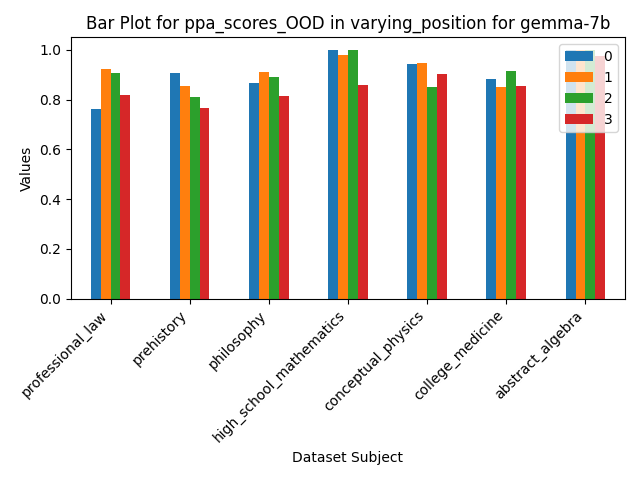 Bar Plot for ppa_scores_OOD in varying_position for gemma-7b
1.0
0.8
0.6
0.4
0.2
0.0
Values
0
1
2
3
professional_law
prehistory
philosophy
high_school_mathematics
conceptual_physics
college_medicine
abstract_algebra
Dataset Subject